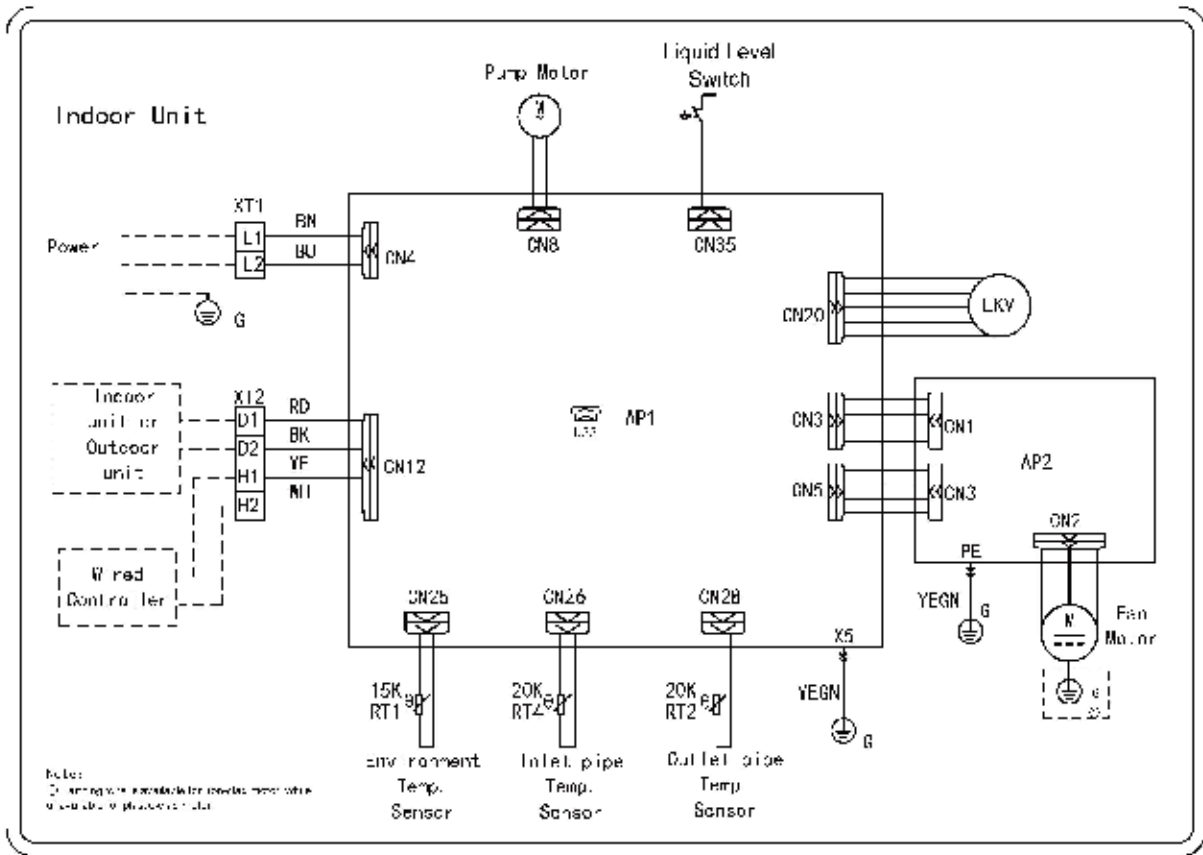 Indoor Unit
Pump Motor
Liquid Level
Switch
M
Power
XT1
L1
L2
BN
BU
CN4
G
CN8
CN35
CN20
Indoor
unit or
Outdoor
unit
XT2
D1
D2
H1
H2
RD
BK
CN12
AP1
CN3
CN5
CN1
CN3
AP2
CN2
PE
YEGN
G
Fan
Motor
Wired
Controller
CN25
CN26
CN28
X5
YEGN
G
15K
RT1
20K
RT4
20K
RT2
Environment
Temp.
Sensor
Inlet pipe
Temp.
Sensor
Outlet pipe
Temp
Sensor
Note: